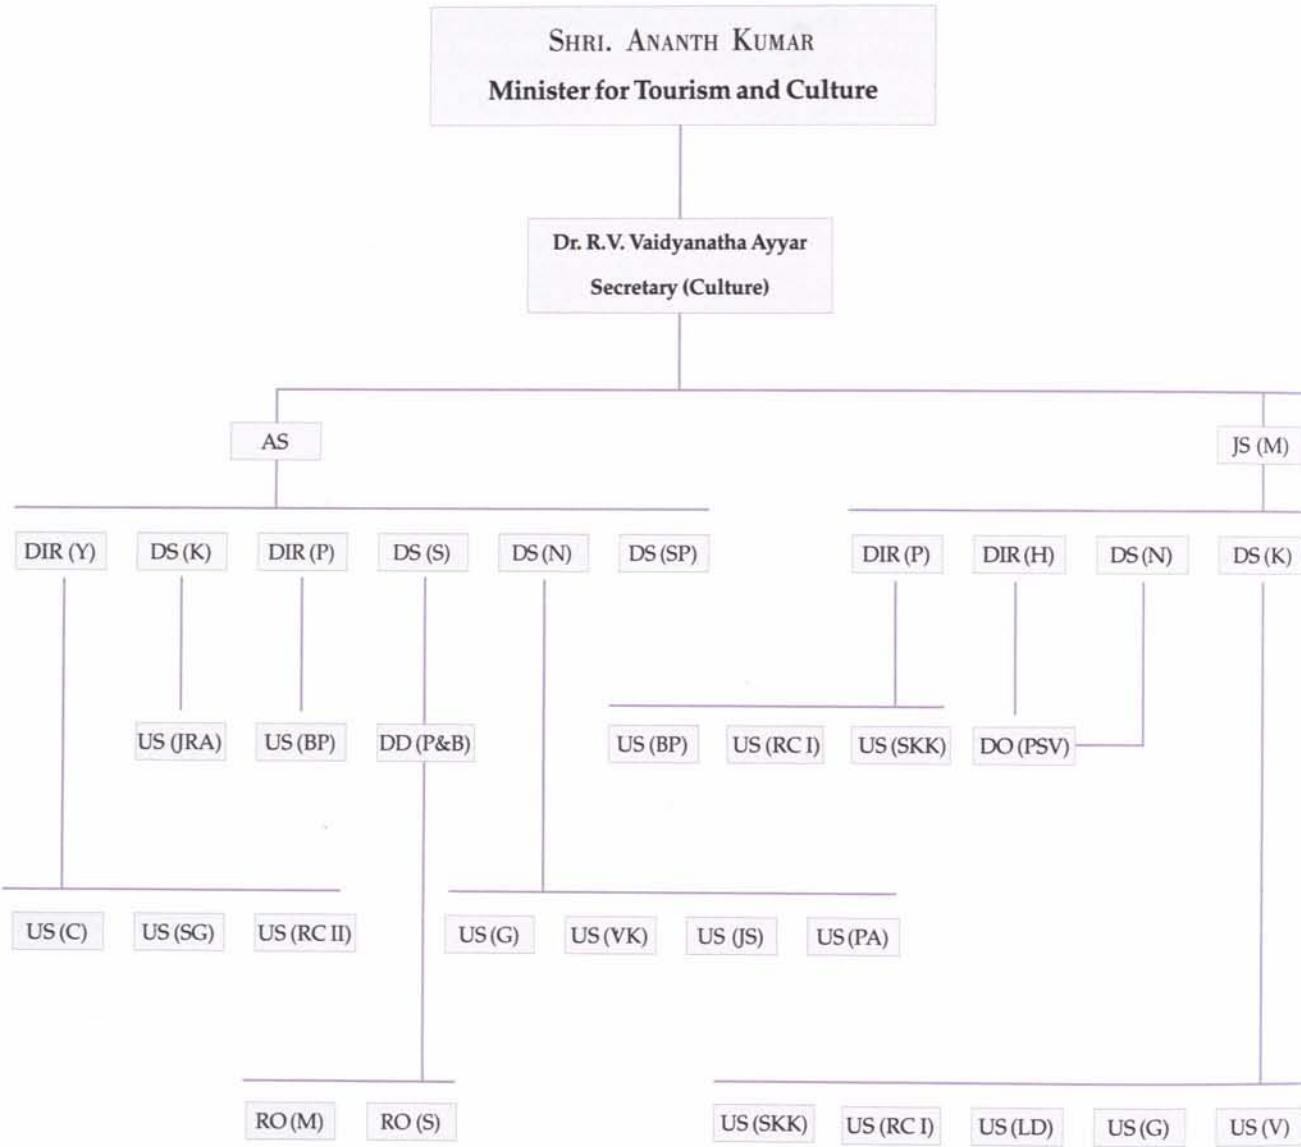 SHRI. ANANTH KUMAR
Minister for Tourism and Culture
Dr. R.V. Vaidyanatha Ayyar
Secretary (Culture)
AS
JS (M)
DIR (Y)
DS (K)
DIR (P)
DS (S)
DS (N)
DS (SP)
DIR (P)
DIR (H)
DS (N)
DS (K)
US (JRA)
US (BP)
DD (P&B)
US (BP)
US (RC I)
US (SKK)
DO (PSV)
US (C)
US (SG)
US (RC II)
US (G)
US (VK)
US (JS)
US (PA)
RO (M)
RO (S)
US (SKK)
US (RC I)
US (LD)
US (G)
US (V)